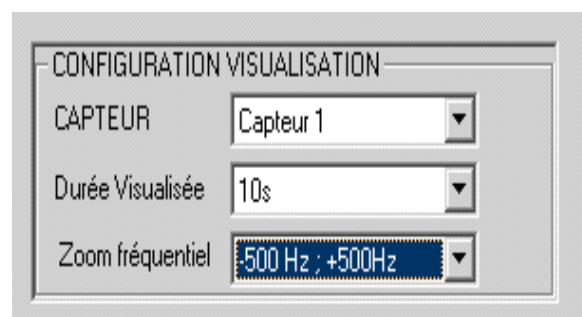 CONFIGURATION VISUALISATION
CAPTEUR Capteur 1
Durée Visualisée 10s
Zoom fréquentiel -500 Hz ; +500Hz